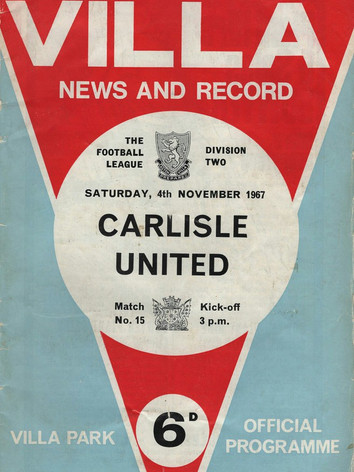 VILLA
NEWS AND RECORD
THE
FOOTBALL
LEAGUE
DIVISION
TWO
SATURDAY, 4th NOVEMBER 1967
CARLISLE
UNITED
Match
No. 15
Kick-off
3 p.m.
6D
VILLA PARK
OFFICIAL
PROGRAMME